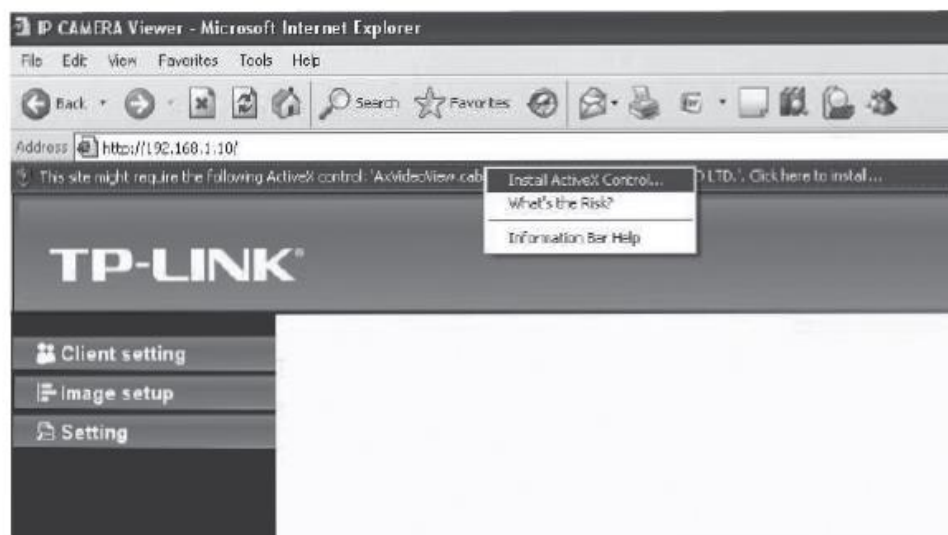 IP CAMERA Viewer - Microsoft Internet Explorer
File Edit View Favorites Tools Help
Back Search Favorites
Address http://192.168.1.10/
This site might require the following ActiveX control: 'AxVideoView.cab LTD.'. Click here to install...
Install ActiveX Control...
What's the Risk?
Information Bar Help
TP-LINK®
Client setting
Image setup
Setting